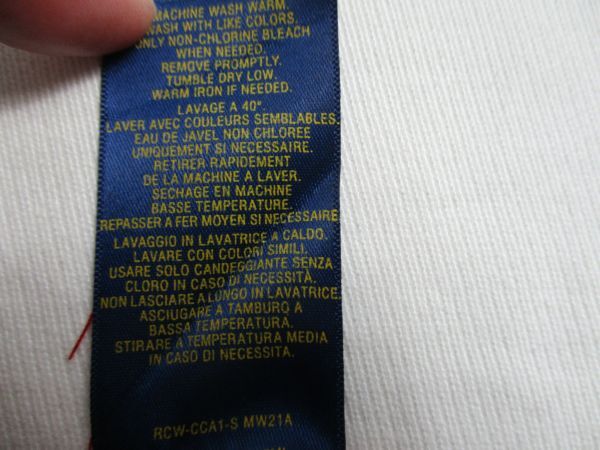 MACHINE WASH WARM.
WASH WITH LIKE COLORS.
ONLY NON-CHLORINE BLEACH
WHEN NEEDED.
REMOVE PROMPTLY.
TUMBLE DRY LOW.
WARM IRON IF NEEDED.
LAVAGE A 40°.
LAVER AVEC COULEURS SEMBLABLES.
EAU DE JAVEL NON CHLOREE
UNIQUEMENT SI NECESSAIRE.
RETIRER RAPIDEMENT
DE LA MACHINE A LAVER.
SECHAGE EN MACHINE
BASSE TEMPERATURE.
REPASSER A FER MOYEN SI NECESSAIRE
LAVAGGIO IN LAVATRICE A CALDO.
LAVARE CON COLORI SIMILI.
USARE SOLO CANDEGGIANTE SENZA
CLORO IN CASO DI NECESSITÀ.
NON LASCIARE A LUNGO IN LAVATRICE.
ASCIUGARE A TAMBURO A
BASSA TEMPERATURA.
STIRARE A TEMPERATURA MEDIA
IN CASO DI NECESSITA.
RCW-CCA1-S MW21A